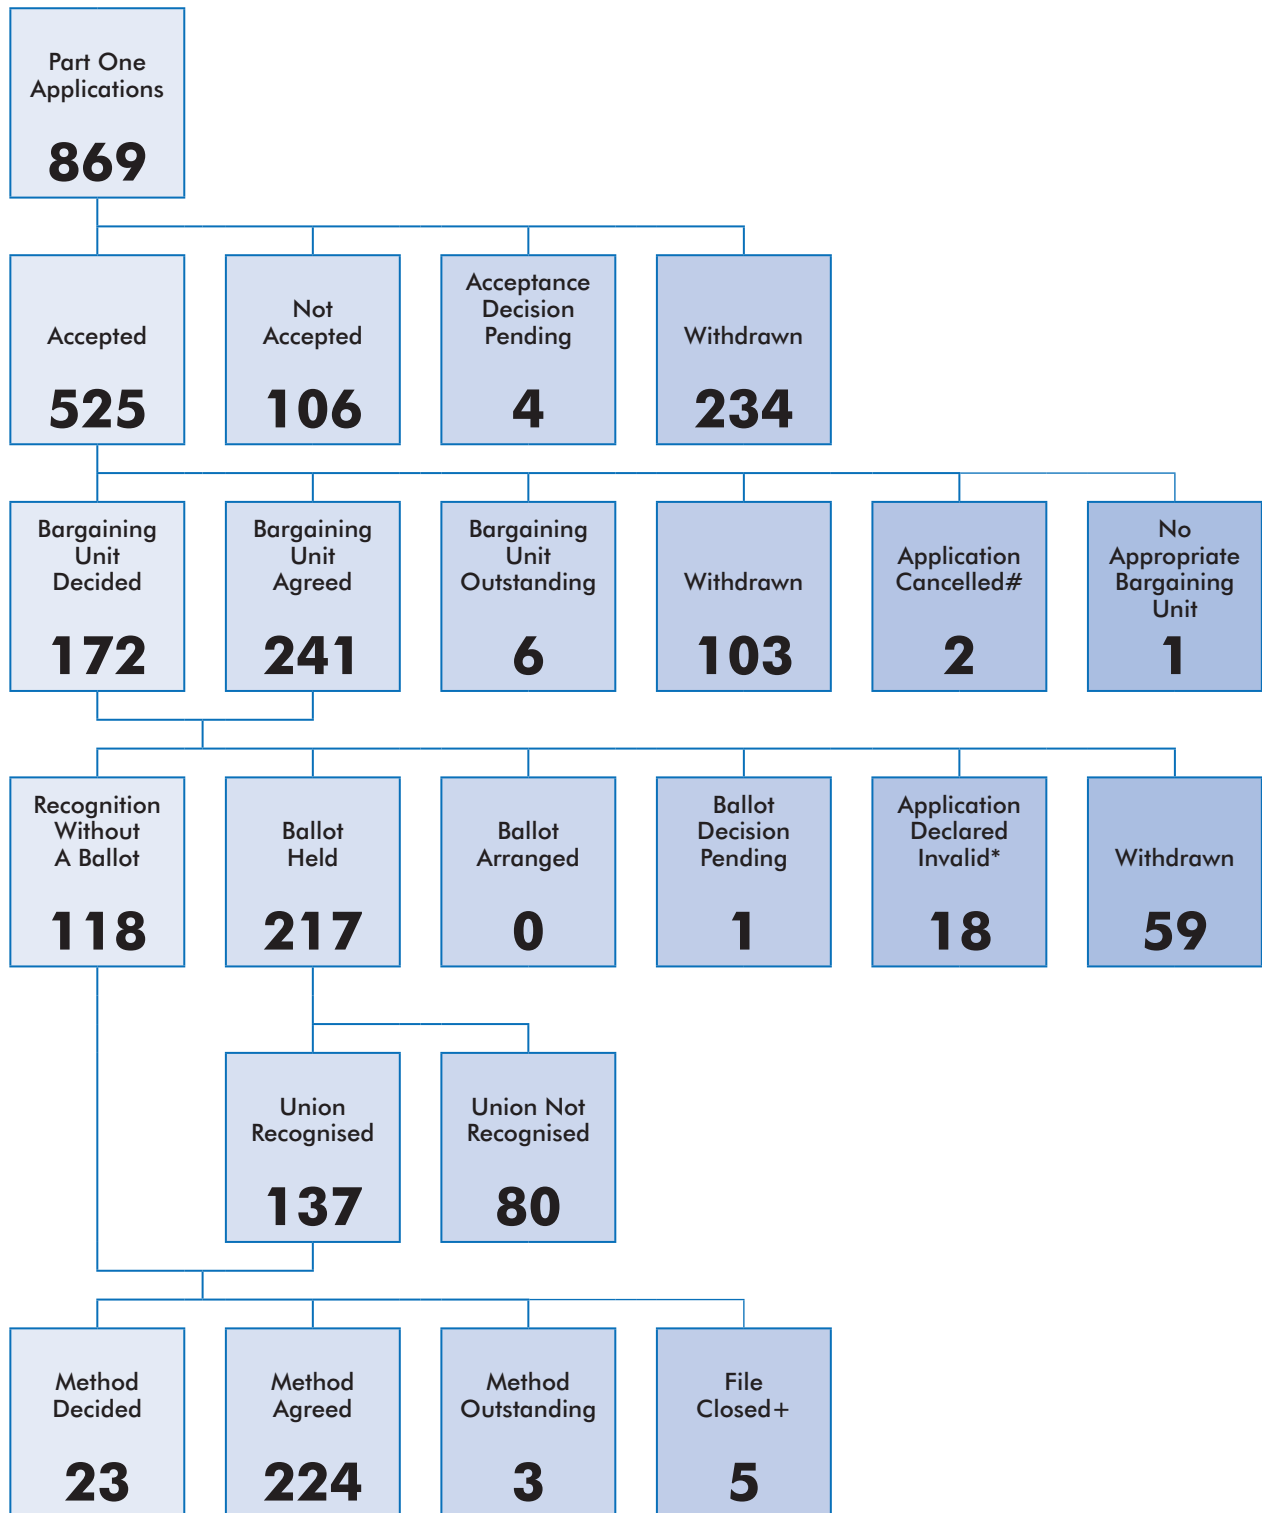 Part One
Applications
869
Accepted
525
Not
Accepted
106
Acceptance
Decision
Pending
4
Withdrawn
234
Bargaining
Unit
Decided
172
Bargaining
Unit
Agreed
241
Bargaining
Unit
Outstanding
6
Withdrawn
103
Application
Cancelled#
2
No
Appropriate
Bargaining
Unit
1
Recognition
Without
A Ballot
118
Ballot
Held
217
Ballot
Arranged
0
Ballot
Decision
Pending
1
Application
Declared
Invalid*
18
Withdrawn
59
Union
Recognised
137
Union Not
Recognised
80
Method
Decided
23
Method
Agreed
224
Method
Outstanding
3
File
Closed+
5